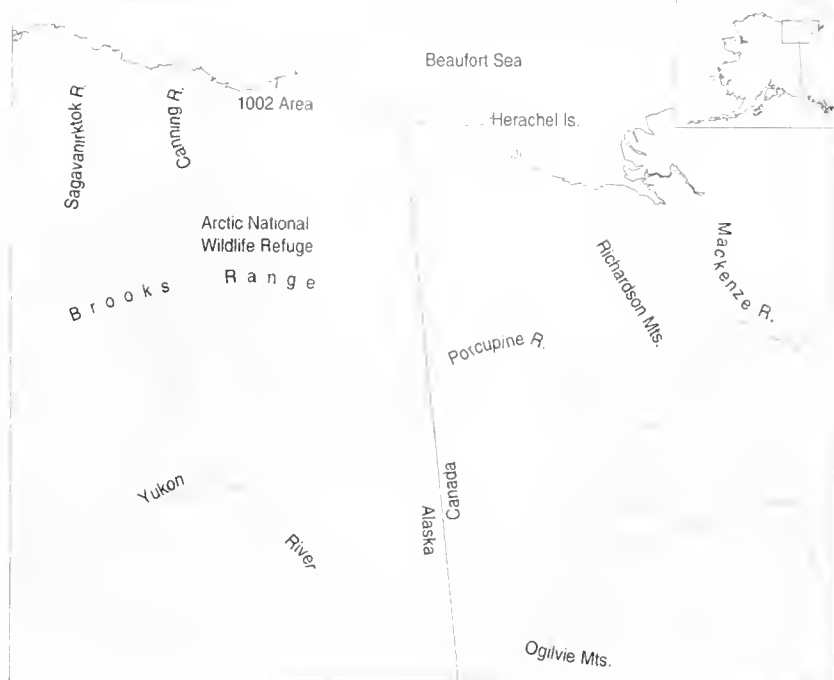 Beaufort Sea
Sagavanirktok R.
Canning R.
1002 Area
Herachel Is.
Arctic National
Wildlife Refuge
Brooks Range
Richardson Mts.
Mackenze R.
Porcupine R.
Yukon
River
Alaska
Canada
Ogilvie Mts.